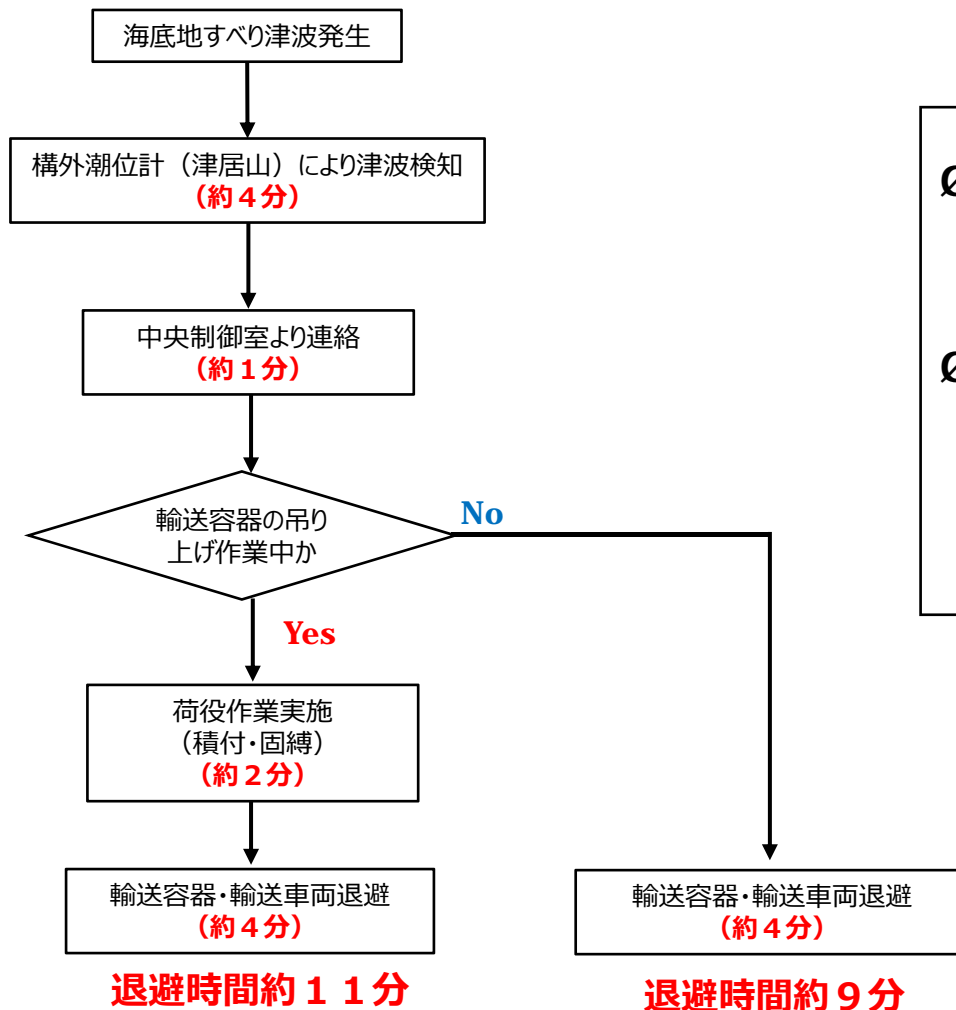 海底地すべり津波発生
構外潮位計（津居山）により津波検知
（約４分）
中央制御室より連絡
（約１分）
輸送容器の吊り
上げ作業中か
No
Yes
荷役作業実施
（積付・固縛）
（約２分）
輸送容器・輸送車両退避
（約４分）
輸送容器・輸送車両退避
（約４分）
退避時間約１１分
退避時間約９分
Ø
Ø